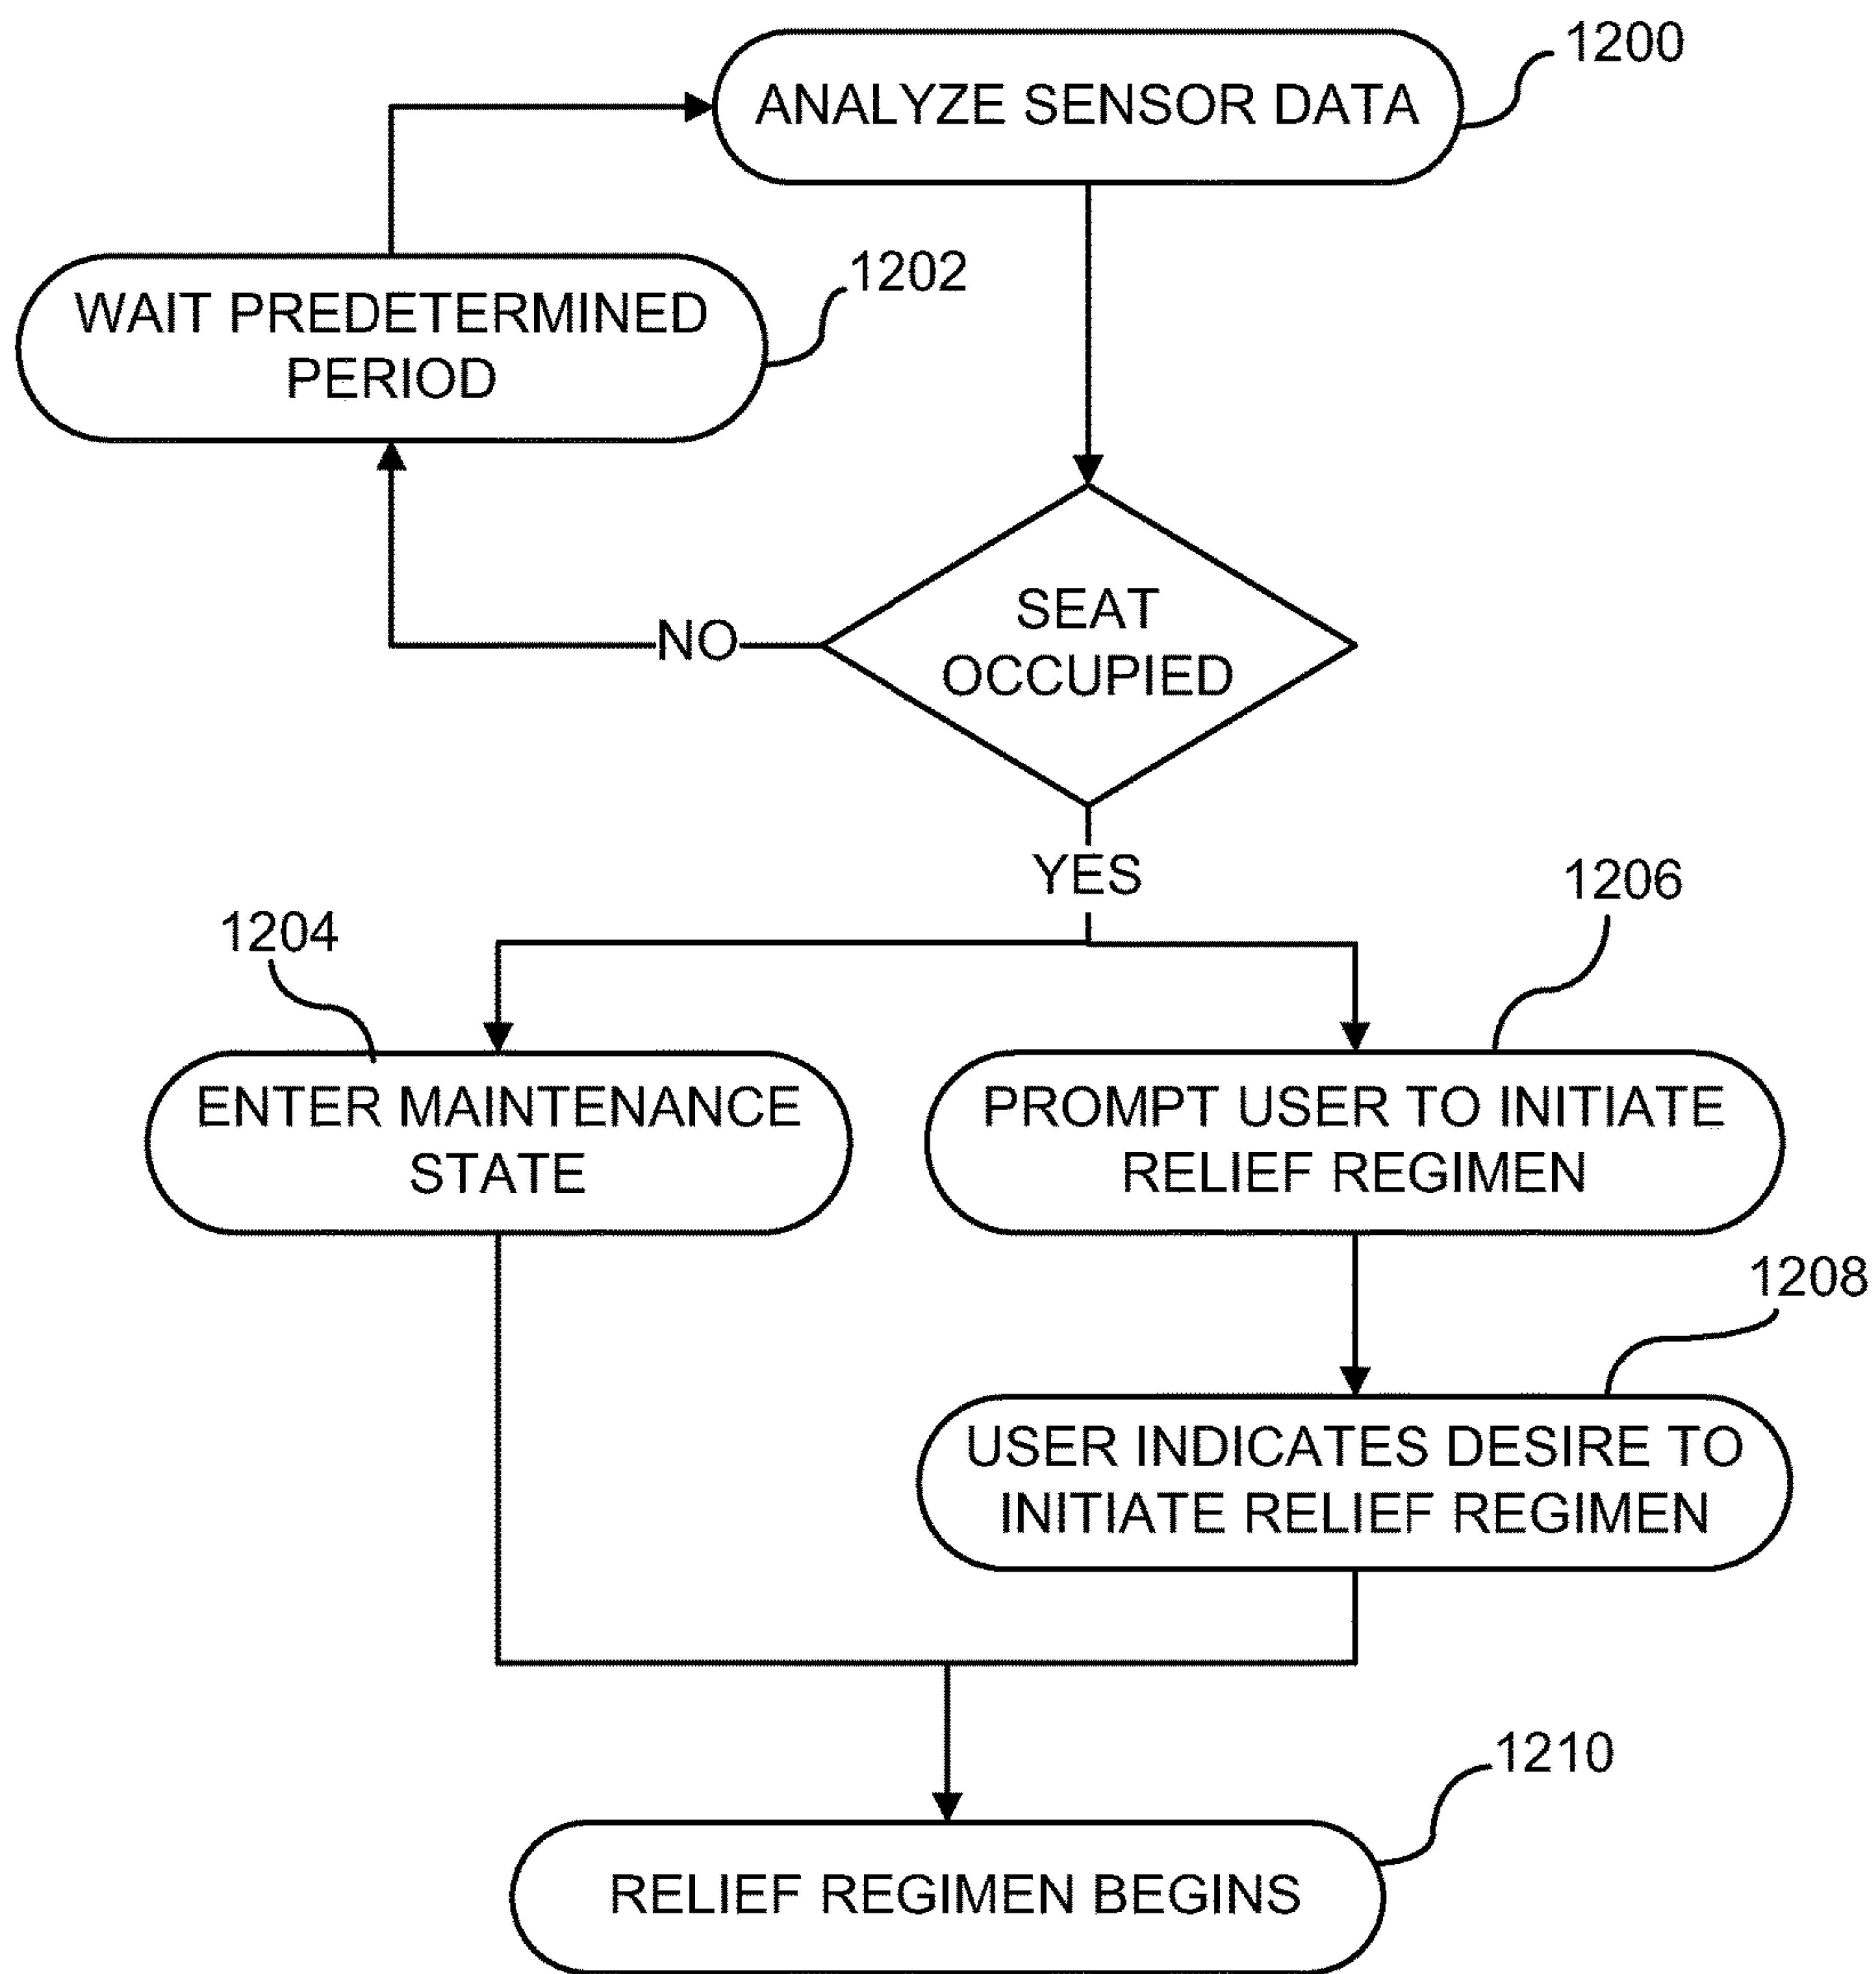 1200
ANALYZE SENSOR DATA
1202
WAIT PREDETERMINED
PERIOD
SEAT
OCCUPIED
NO
YES
1204
1206
ENTER MAINTENANCE
STATE
PROMPT USER TO INITIATE
RELIEF REGIMEN
1208
USER INDICATES DESIRE TO
INITIATE RELIEF REGIMEN
1210
RELIEF REGIMEN BEGINS